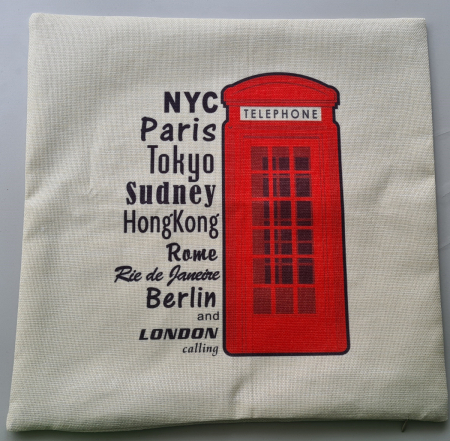 NYC
TELEPHONE
Paris
Tokyo
Sudney
HongKong
Rome
Rie de Janeire
Berlin
and
LONDON
calling